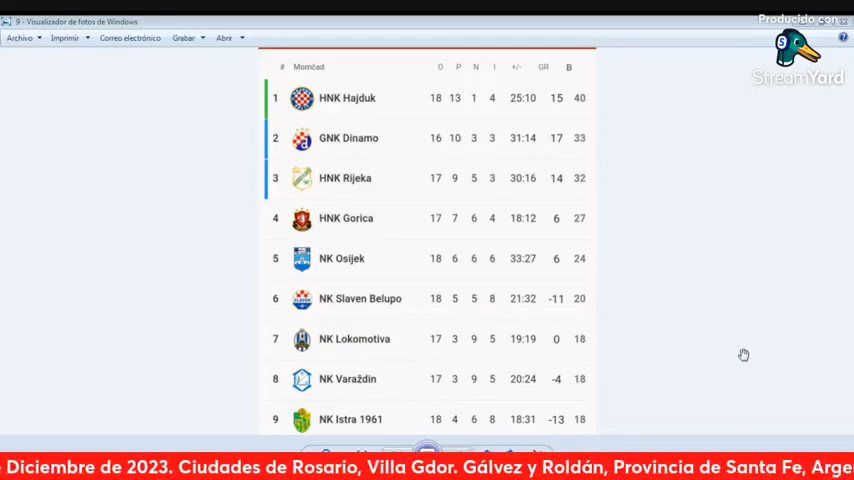 9 - Visualizador de fotos de Windows
Producido con
Archivo Imprimir Correo electrónico Grabar Abrir
StreamYard
# Momčad O P N I +/- GR B
1 HNK Hajduk 18 13 1 4 25:10 15 40
2 GNK Dinamo 16 10 3 3 31:14 17 33
3 HNK Rijeka 17 9 5 3 30:16 14 32
4 HNK Gorica 17 7 6 4 18:12 6 27
5 NK Osijek 18 6 6 6 33:27 6 24
6 NK Slaven Belupo 18 5 5 8 21:32 -11 20
7 NK Lokomotiva 17 3 9 5 19:19 0 18
8 NK Varaždin 17 3 9 5 20:24 -4 18
9 NK Istra 1961 18 4 6 8 18:31 -13 18
e Diciembre de 2023. Ciudades de Rosario, Villa Gdor. Gálvez y Roldán, Provincia de Santa Fe, Arge